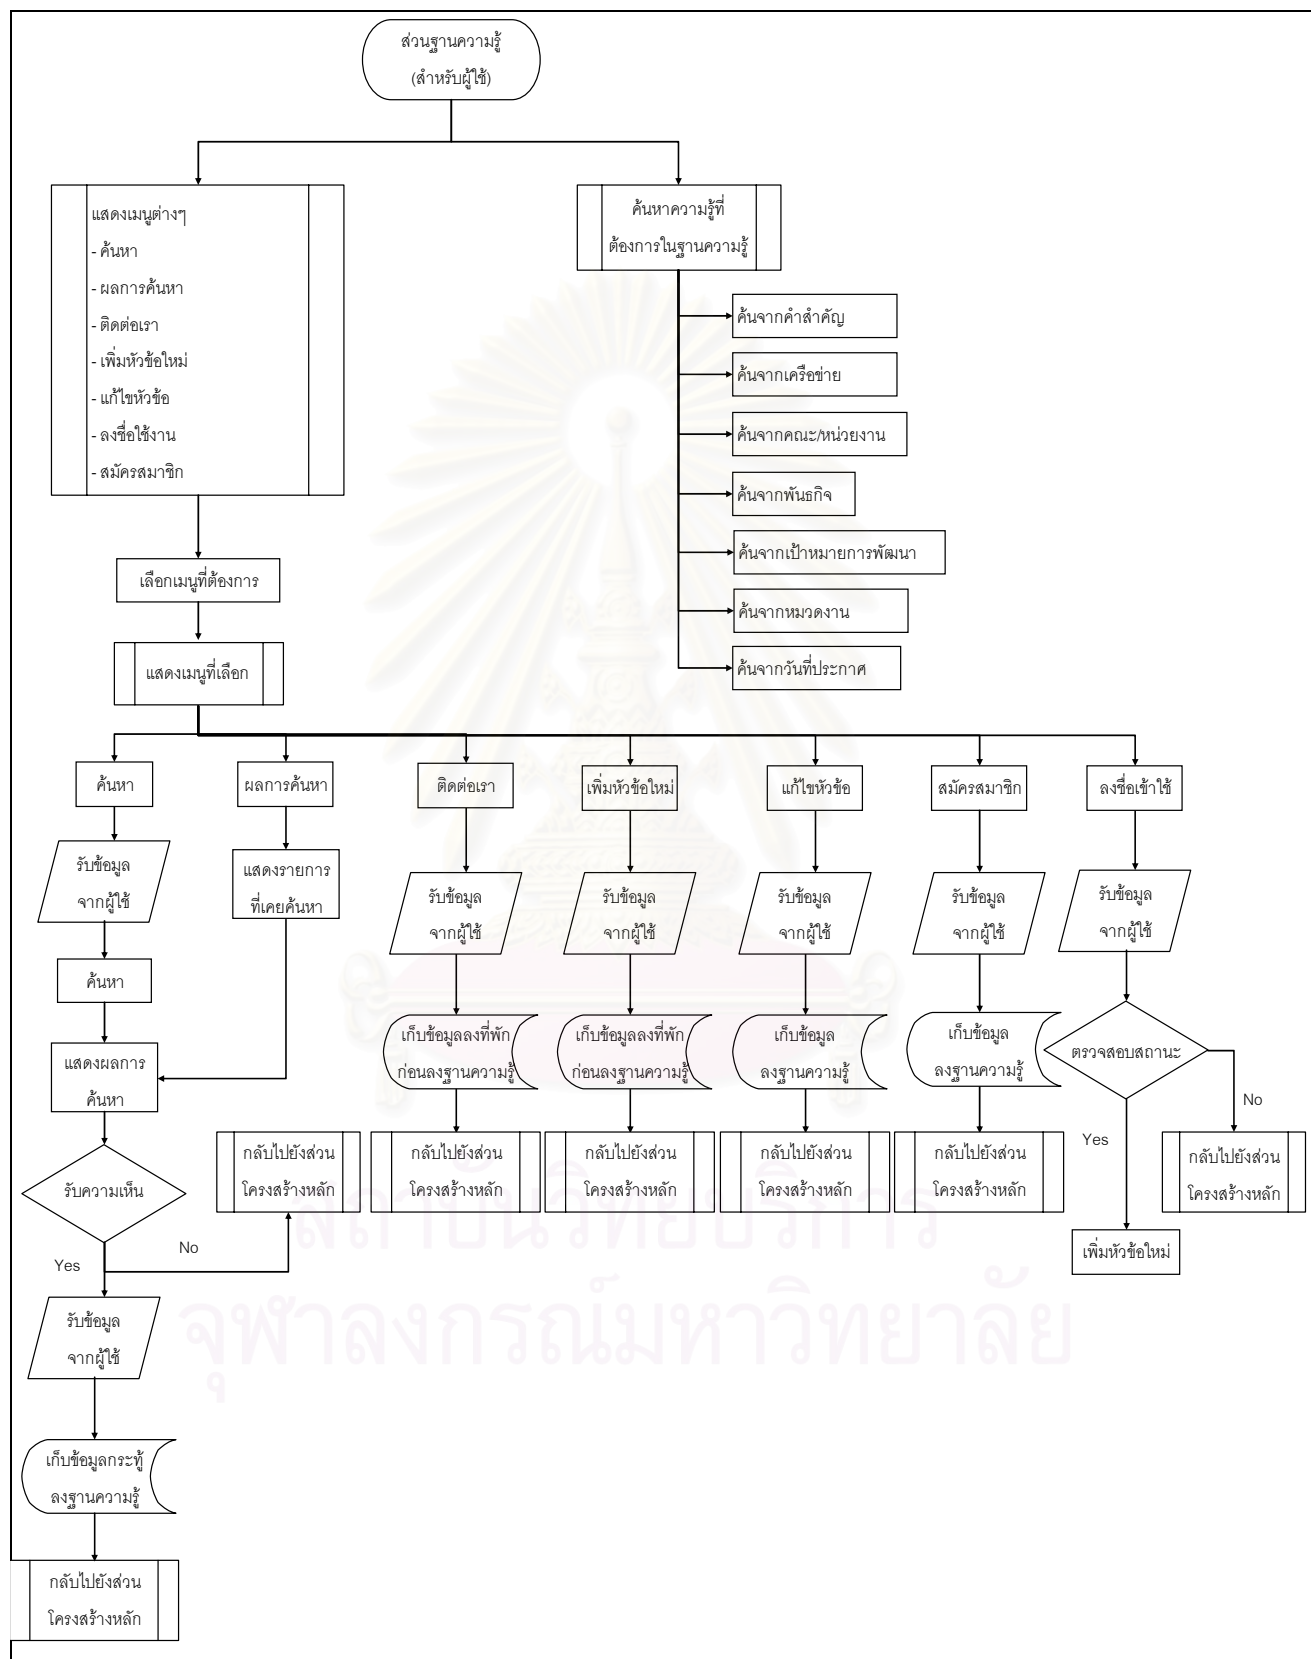 ส่วนฐานความรู้
(สำหรับผู้ใช้)
แสดงเมนูต่างๆ
- ค้นหา
- ผลการค้นหา
- ติดต่อเรา
- เพิ่มหัวข้อใหม่
- แก้ไขหัวข้อ
- ลงชื่อใช้งาน
- สมัครสมาชิก
ค้นหาความรู้ที่
ต้องการในฐานความรู้
ค้นจากคำสำคัญ
ค้นจากเครือข่าย
ค้นจากคณะ/หน่วยงาน
ค้นจากพันธกิจ
ค้นจากเป้าหมายการพัฒนา
ค้นจากหมวดงาน
ค้นจากวันที่ประกาศ
เลือกเมนูที่ต้องการ
แสดงเมนูที่เลือก
ค้นหา
ผลการค้นหา
ติดต่อเรา
เพิ่มหัวข้อใหม่
แก้ไขหัวข้อ
สมัครสมาชิก
ลงชื่อเข้าใช้
รับข้อมูล
จากผู้ใช้
แสดงรายการ
ที่เคยค้นหา
รับข้อมูล
จากผู้ใช้
รับข้อมูล
จากผู้ใช้
รับข้อมูล
จากผู้ใช้
รับข้อมูล
จากผู้ใช้
รับข้อมูล
จากผู้ใช้
ค้นหา
แสดงผลการ
ค้นหา
เก็บข้อมูลลงที่พัก
ก่อนลงฐานความรู้
เก็บข้อมูลลงที่พัก
ก่อนลงฐานความรู้
เก็บข้อมูล
ลงฐานความรู้
เก็บข้อมูล
ลงฐานความรู้
ตรวจสอบสถานะ
No
Yes
รับความเห็น
กลับไปยังส่วน
โครงสร้างหลัก
กลับไปยังส่วน
โครงสร้างหลัก
กลับไปยังส่วน
โครงสร้างหลัก
กลับไปยังส่วน
โครงสร้างหลัก
กลับไปยังส่วน
โครงสร้างหลัก
กลับไปยังส่วน
โครงสร้างหลัก
เพิ่มหัวข้อใหม่
No
Yes
รับข้อมูล
จากผู้ใช้
เก็บข้อมูลกระทู้
ลงฐานความรู้
กลับไปยังส่วน
โครงสร้างหลัก
สถาบันวิทยบริการ
จุฬาลงกรณ์มหาวิทยาลัย